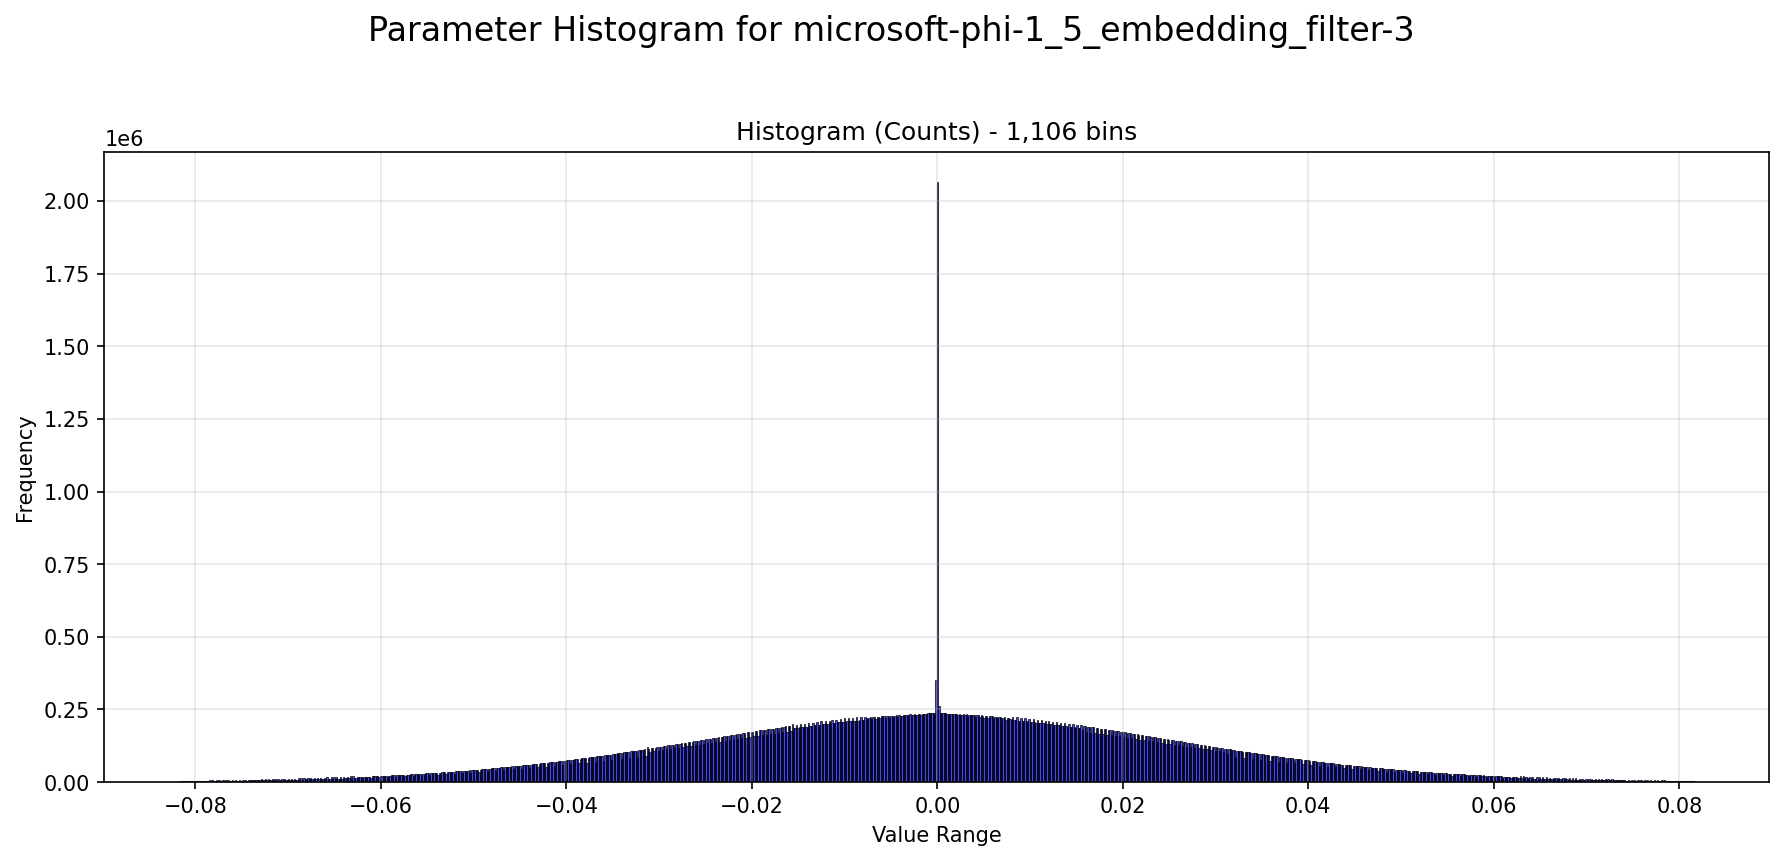 Parameter Histogram for microsoft-phi-1_5_embedding_filter-3
Histogram (Counts) - 1,106 bins
1e6
2.00
1.75
1.50
1.25
1.00
0.75
0.50
0.25
0.00
Frequency
−0.08 −0.06 −0.04 −0.02 0.00 0.02 0.04 0.06 0.08
Value Range